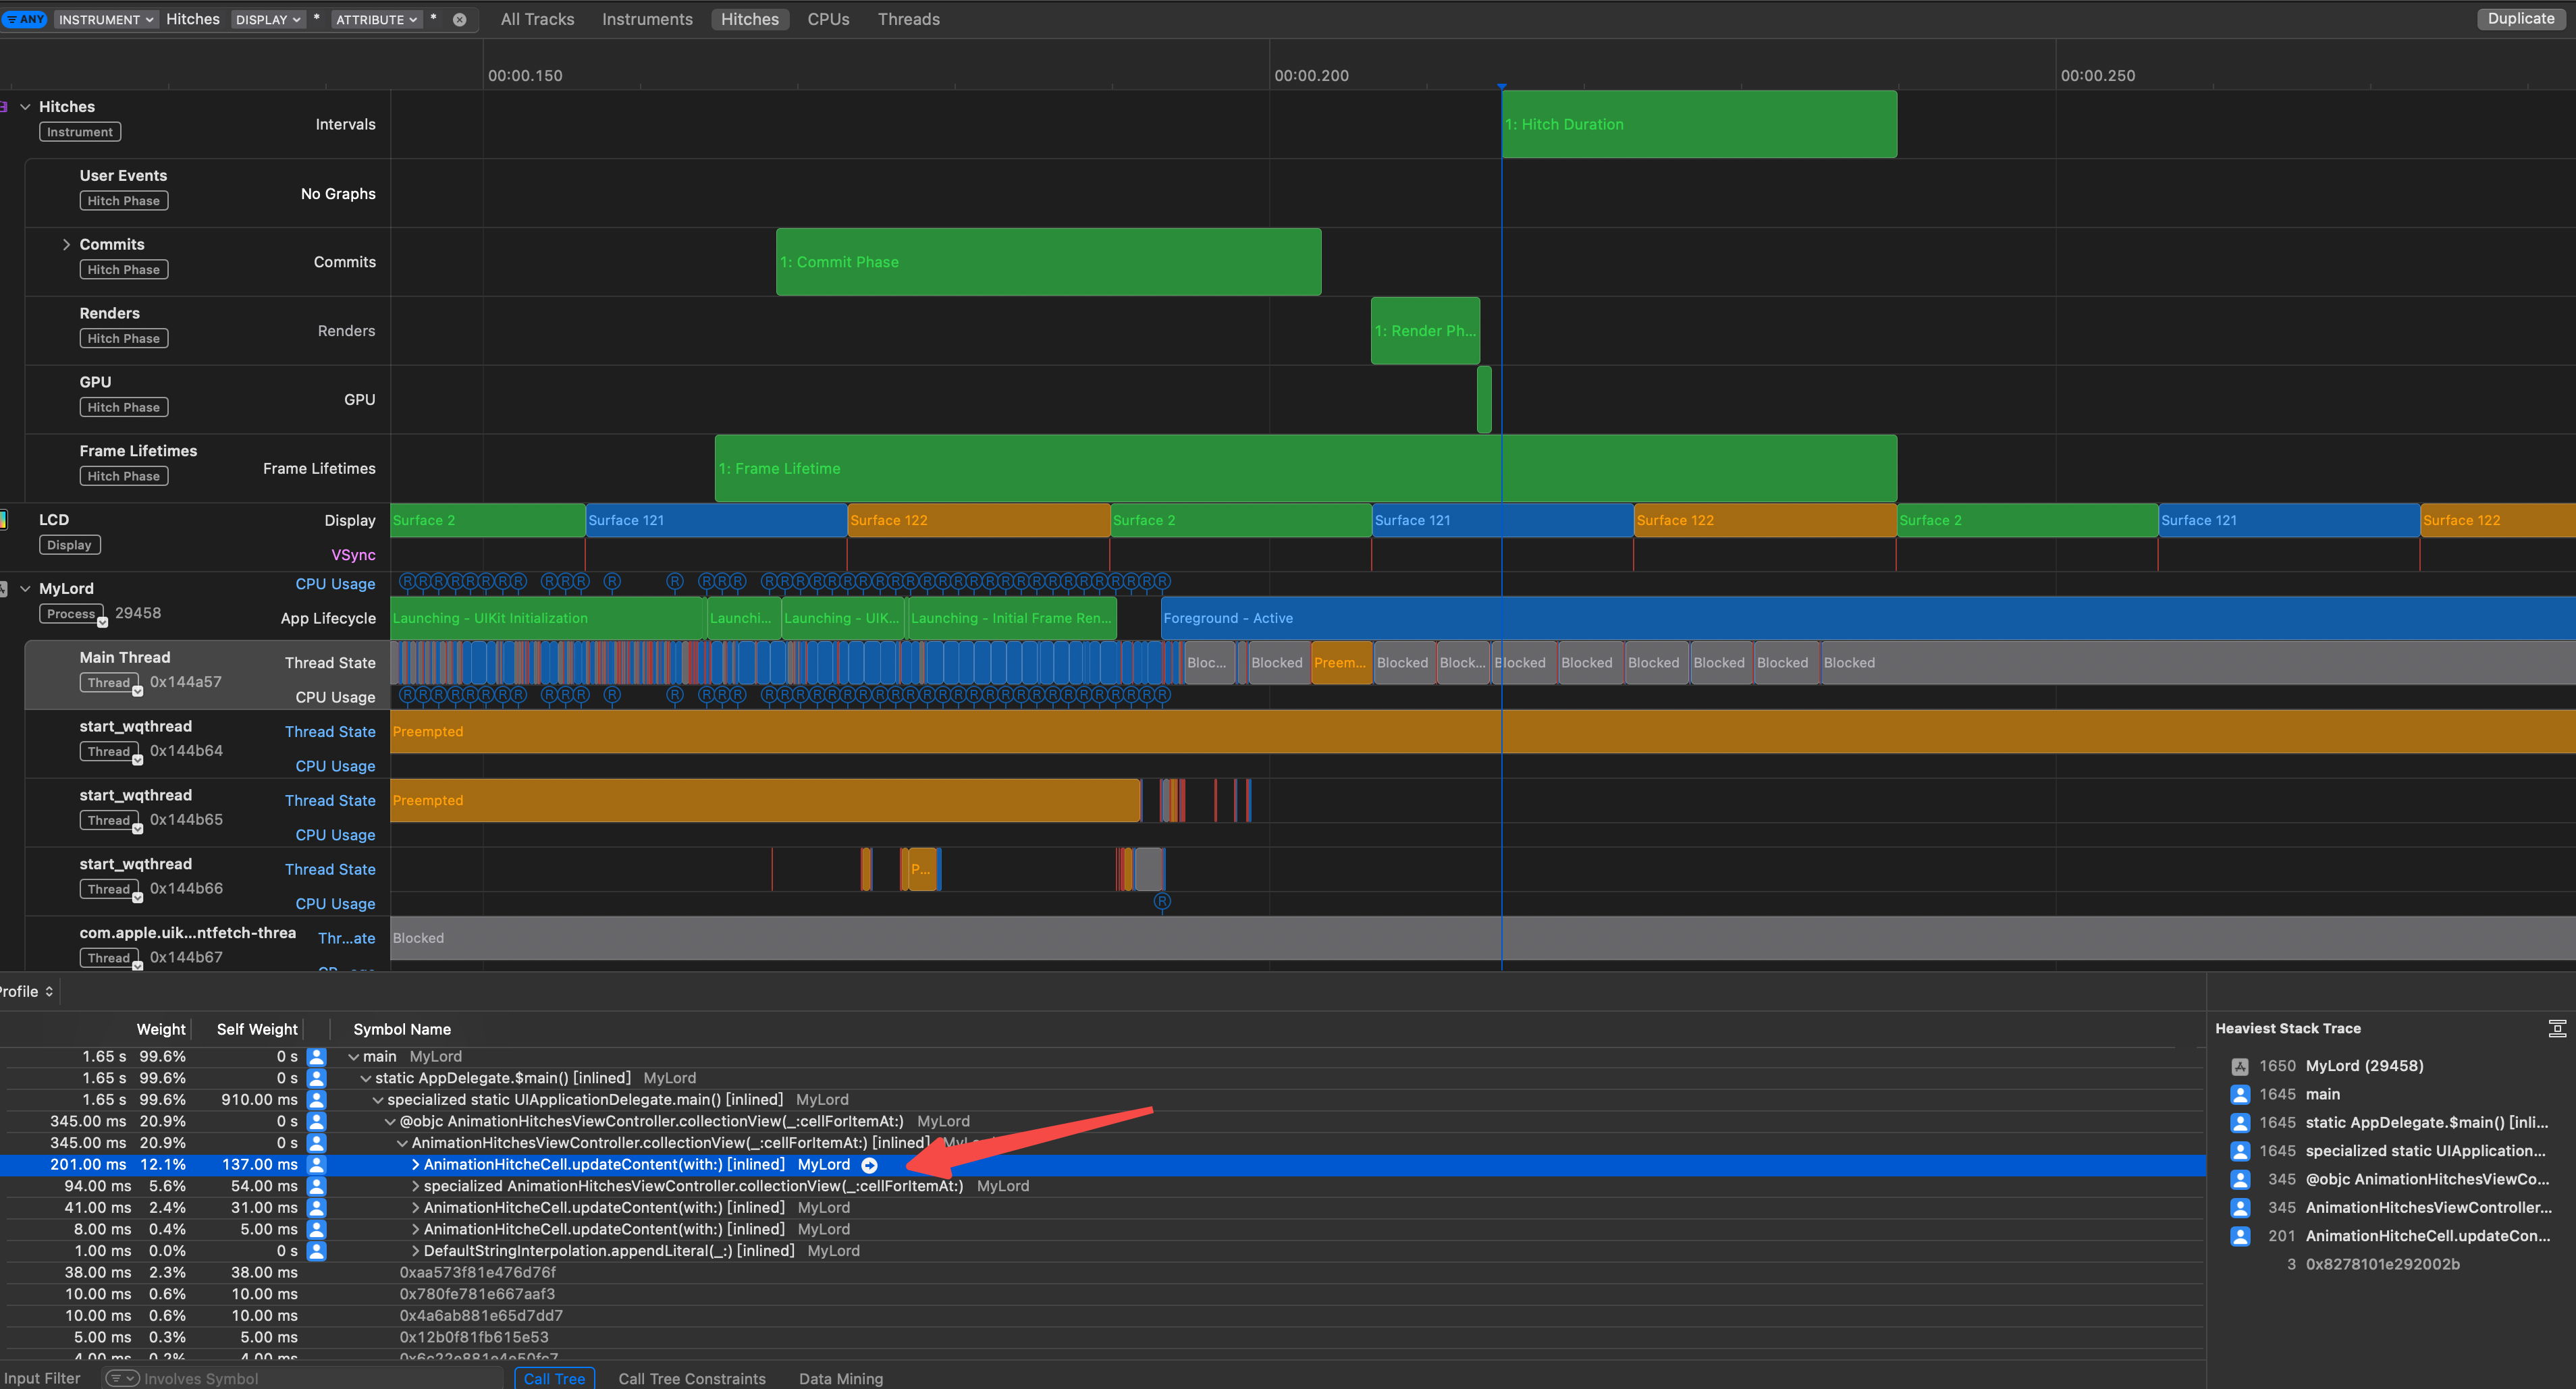 ANY INSTRUMENT Hitches DISPLAY * ATTRIBUTE * All Tracks Instruments Hitches CPUs Threads Duplicate
00:00.150 00:00.200 00:00.250
Hitches
Instrument
Intervals
1: Hitch Duration
User Events
Hitch Phase
No Graphs
Commits
Hitch Phase
Commits
1: Commit Phase
Renders
Hitch Phase
Renders
1: Render Ph...
GPU
Hitch Phase
GPU
Frame Lifetimes
Hitch Phase
Frame Lifetimes
1: Frame Lifetime
LCD
Display
Display
Surface 2 Surface 121 Surface 122 Surface 2 Surface 121 Surface 122 Surface 2 Surface 121 Surface 122
VSync
MyLord
Process 29458
CPU Usage
App Lifecycle
Launching - UIKit Initialization Launchi... Launching - UIK... Launching - Initial Frame Ren... Foreground - Active
Main Thread
Thread 0x144a57
Thread State
Bloc... Blocked Preem... Blocked Block... Blocked Blocked Blocked Blocked Blocked Blocked
CPU Usage
start_wqthread
Thread 0x144b64
Thread State
Preempted
CPU Usage
start_wqthread
Thread 0x144b65
Thread State
Preempted
CPU Usage
start_wqthread
Thread 0x144b66
Thread State
P...
CPU Usage
com.apple.uik...ntfetch-threa
Thread 0x144b67
Thr...ate
Blocked
Profile
Weight Self Weight Symbol Name
1.65 s 99.6% 0 s main MyLord
1.65 s 99.6% 0 s static AppDelegate.$main() [inlined] MyLord
1.65 s 99.6% 910.00 ms specialized static UIApplicationDelegate.main() [inlined] MyLord
345.00 ms 20.9% 0 s @objc AnimationHitchesViewController.collectionView(_:cellForItemAt:) MyLord
345.00 ms 20.9% 0 s AnimationHitchesViewController.collectionView(_:cellForItemAt:) [inlined]
201.00 ms 12.1% 137.00 ms AnimationHitcheCell.updateContent(with:) [inlined] MyLord
94.00 ms 5.6% 54.00 ms specialized AnimationHitchesViewController.collectionView(_:cellForItemAt:) MyLord
41.00 ms 2.4% 31.00 ms AnimationHitcheCell.updateContent(with:) [inlined] MyLord
8.00 ms 0.4% 5.00 ms AnimationHitcheCell.updateContent(with:) [inlined] MyLord
1.00 ms 0.0% 0 s DefaultStringInterpolation.appendLiteral(_:) [inlined] MyLord
38.00 ms 2.3% 38.00 ms 0xaa573f81e476d76f
10.00 ms 0.6% 10.00 ms 0x780fe781e667aaf3
10.00 ms 0.6% 10.00 ms 0x4a6ab881e65d7dd7
5.00 ms 0.3% 5.00 ms 0x12b0f81fb615e53
Input Filter Involves Symbol Call Tree Call Tree Constraints Data Mining
Heaviest Stack Trace
1650 MyLord (29458)
1645 main
1645 static AppDelegate.$main() [inli...
1645 specialized static UIApplication...
345 @objc AnimationHitchesViewCo...
345 AnimationHitchesViewController...
201 AnimationHitcheCell.updateCon...
3 0x8278101e292002b